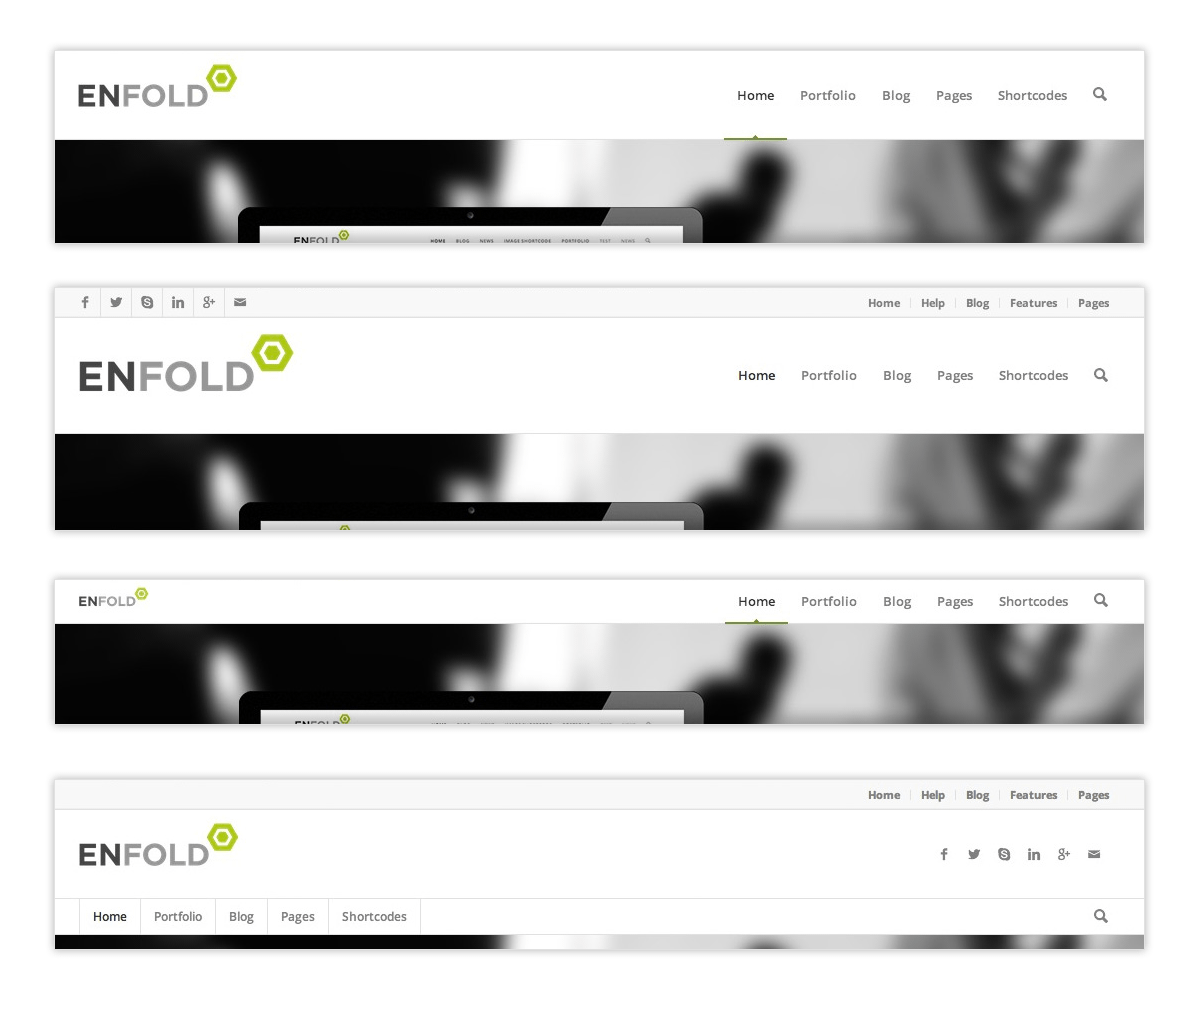 ENFOLD Home Portfolio Blog Pages Shortcodes
ENFOLD HOME BLOG NEWS IMAGE SHORTCODE PORTFOLIO TEXT NEWS
Home Help Blog Features Pages
ENFOLD Home Portfolio Blog Pages Shortcodes
ENFOLD Home Portfolio Blog Pages Shortcodes
ENFOLD
Home Help Blog Features Pages
ENFOLD
Home Portfolio Blog Pages Shortcodes